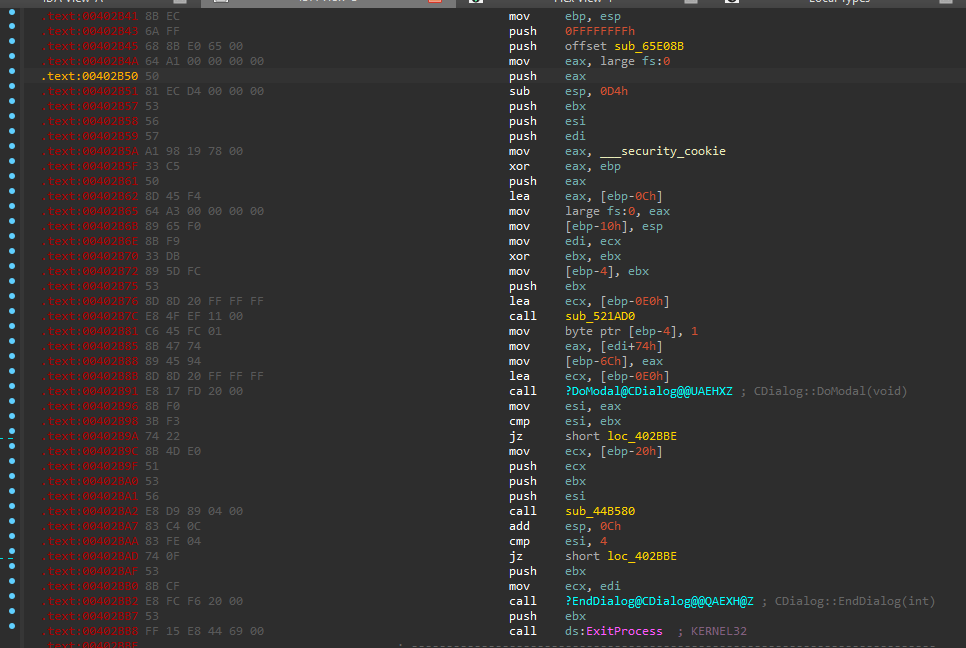 .text:00402B41 8B EC mov ebp, esp
.text:00402B43 6A FF push 0FFFFFFFFh
.text:00402B45 68 8B E0 65 00 push offset sub_65E08B
.text:00402B4A 64 A1 00 00 00 00 mov eax, large fs:0
.text:00402B50 50 push eax
.text:00402B51 81 EC D4 00 00 00 sub esp, 0D4h
.text:00402B57 53 push ebx
.text:00402B58 56 push esi
.text:00402B59 57 push edi
.text:00402B5A A1 98 19 78 00 mov eax, ___security_cookie
.text:00402B5F 33 C5 xor eax, ebp
.text:00402B61 50 push eax
.text:00402B62 8D 45 F4 lea eax, [ebp-0Ch]
.text:00402B65 64 A3 00 00 00 00 mov large fs:0, eax
.text:00402B6B 89 65 F0 mov [ebp-10h], esp
.text:00402B6E 8B F9 mov edi, ecx
.text:00402B70 33 DB xor ebx, ebx
.text:00402B72 89 5D FC mov [ebp-4], ebx
.text:00402B75 53 push ebx
.text:00402B76 8D 8D 20 FF FF FF lea ecx, [ebp-0E0h]
.text:00402B7C E8 4F EF 11 00 call sub_521AD0
.text:00402B81 C6 45 FC 01 mov byte ptr [ebp-4], 1
.text:00402B85 8B 47 74 mov eax, [edi+74h]
.text:00402B88 89 45 94 mov [ebp-6Ch], eax
.text:00402B8B 8D 8D 20 FF FF FF lea ecx, [ebp-0E0h]
.text:00402B91 E8 17 FD 20 00 call ?DoModal@CDialog@@UAEHXZ ; CDialog::DoModal(void)
.text:00402B96 8B F0 mov esi, eax
.text:00402B98 3B F3 cmp esi, ebx
.text:00402B9A 74 22 jz short loc_402BBE
.text:00402B9C 8B 4D E0 mov ecx, [ebp-20h]
.text:00402B9F 51 push ecx
.text:00402BA0 53 push ebx
.text:00402BA1 56 push esi
.text:00402BA2 E8 D9 89 04 00 call sub_44B580
.text:00402BA7 83 C4 0C add esp, 0Ch
.text:00402BAA 83 FE 04 cmp esi, 4
.text:00402BAD 74 0F jz short loc_402BBE
.text:00402BAF 53 push ebx
.text:00402BB0 8B CF mov ecx, edi
.text:00402BB2 E8 FC F6 20 00 call ?EndDialog@CDialog@@QAEXH@Z ; CDialog::EndDialog(int)
.text:00402BB7 53 push ebx
.text:00402BB8 FF 15 E8 44 69 00 call ds:ExitProcess ; KERNEL32